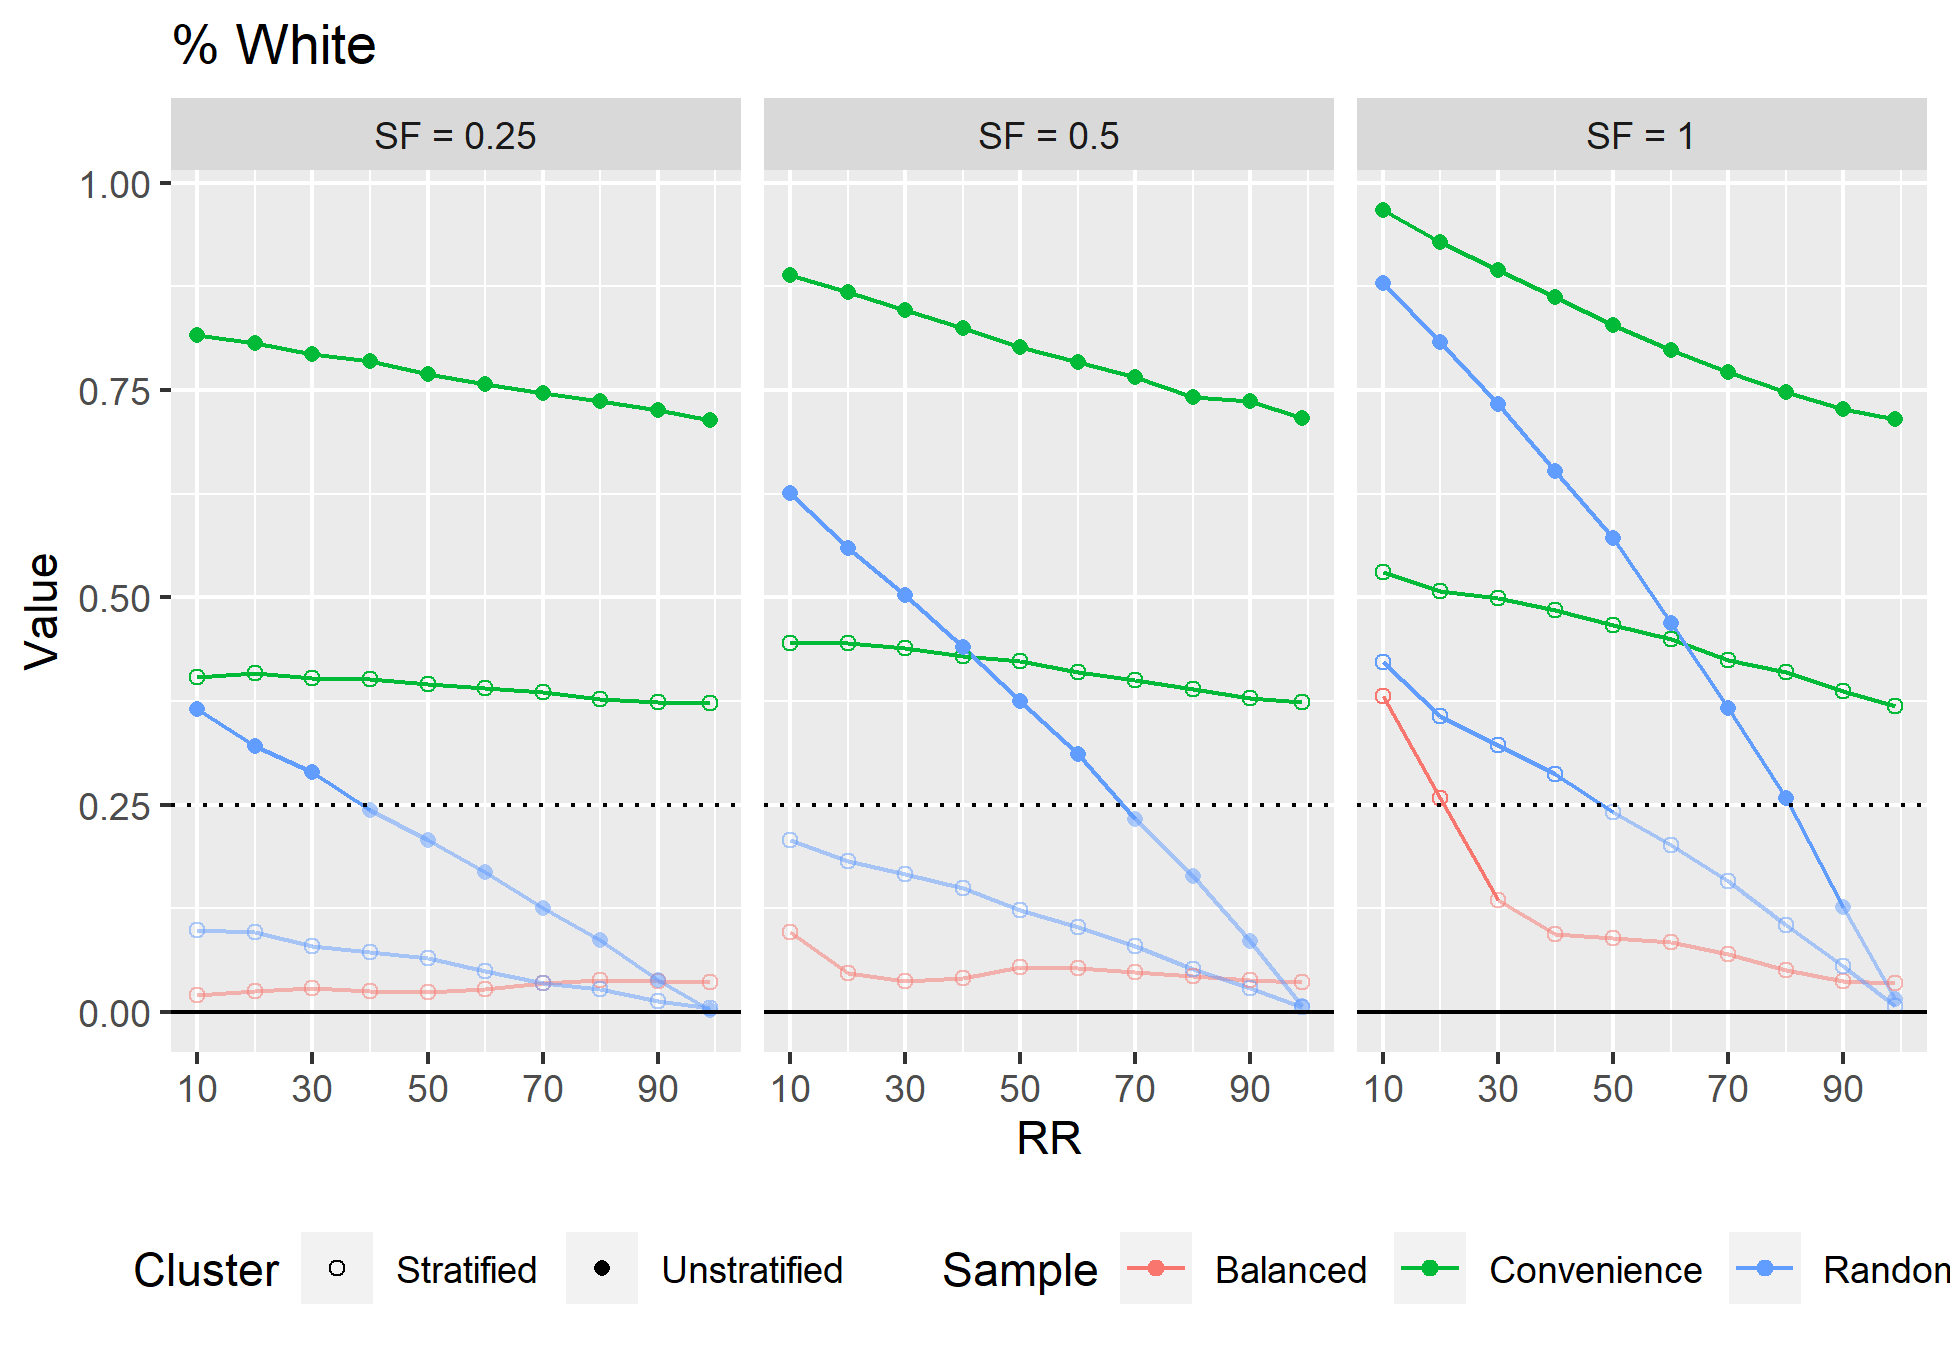 % White
SF = 0.25
SF = 0.5
SF = 1
1.00
0.75
0.50
0.25
0.00
Value
10 30 50 70 90
10 30 50 70 90
10 30 50 70 90
RR
Cluster Stratified Unstratified Sample Balanced Convenience Random